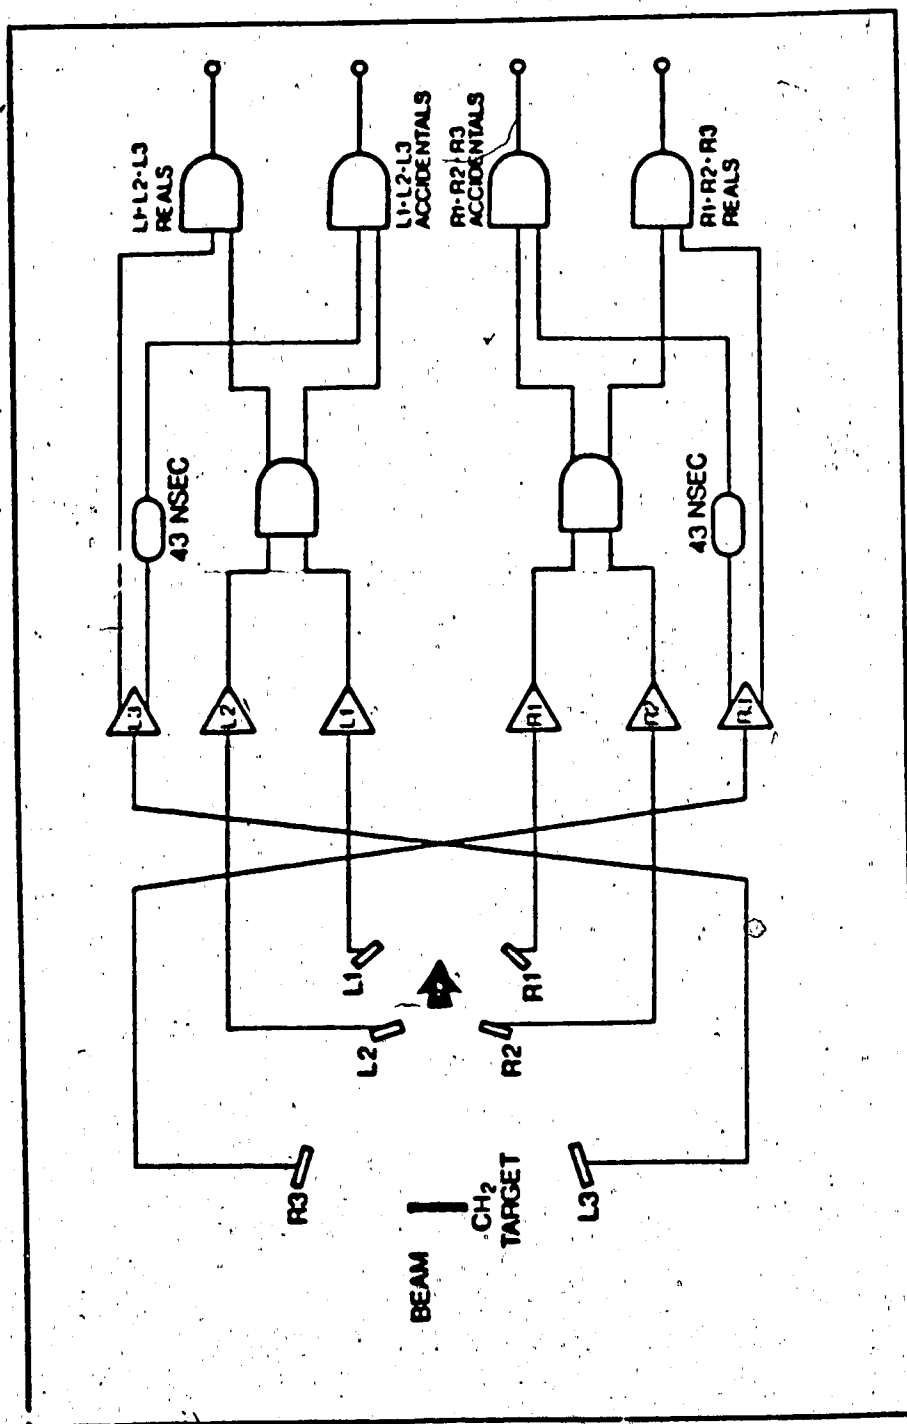 L1·L2·L3
REALS
L1·L2·L3
ACCIDENTALS
R1·R2·R3
ACCIDENTALS
R1·R2·R3
REALS
43 NSEC
43 NSEC
L3
L2
L1
R1
R2
L1
R1
L2
R2
R3
L3
CH₂
TARGET
BEAM